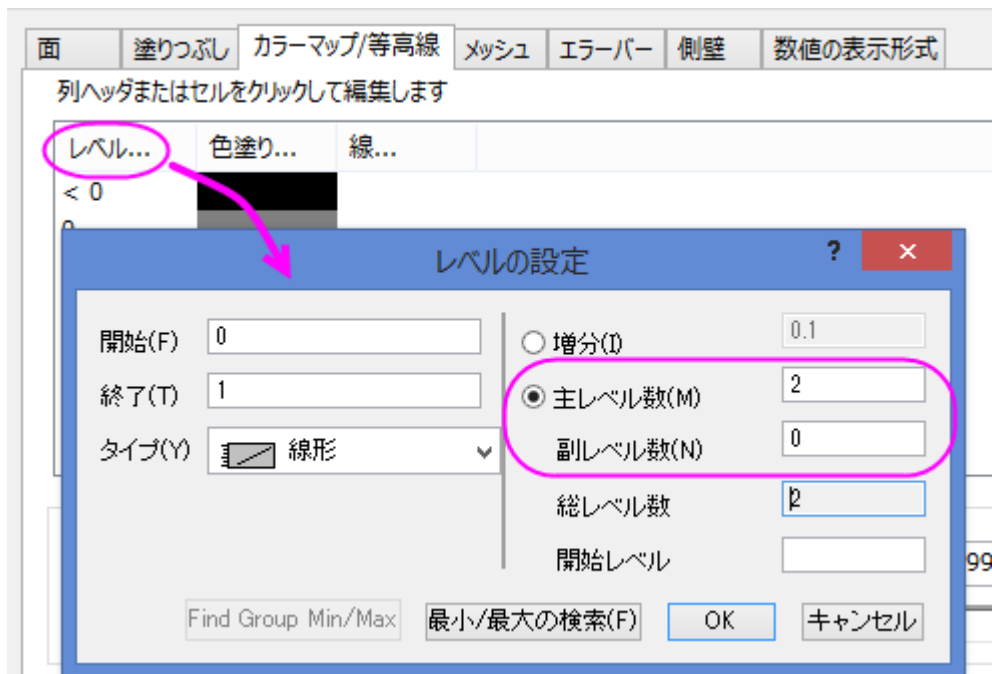 面 塗りつぶし カラーマップ/等高線 メッシュ エラーバー 側壁 数値の表示形式
列ヘッダまたはセルをクリックして編集します
レベル... 色塗り... 線...
< 0
レベルの設定 ? ×
開始(F) 0
終了(T) 1
タイプ(Y) 線形
増分(I) 0.1
主レベル数(M) 2
副レベル数(N) 0
総レベル数 2
開始レベル
99
Find Group Min/Max 最小/最大の検索(F) OK キャンセル